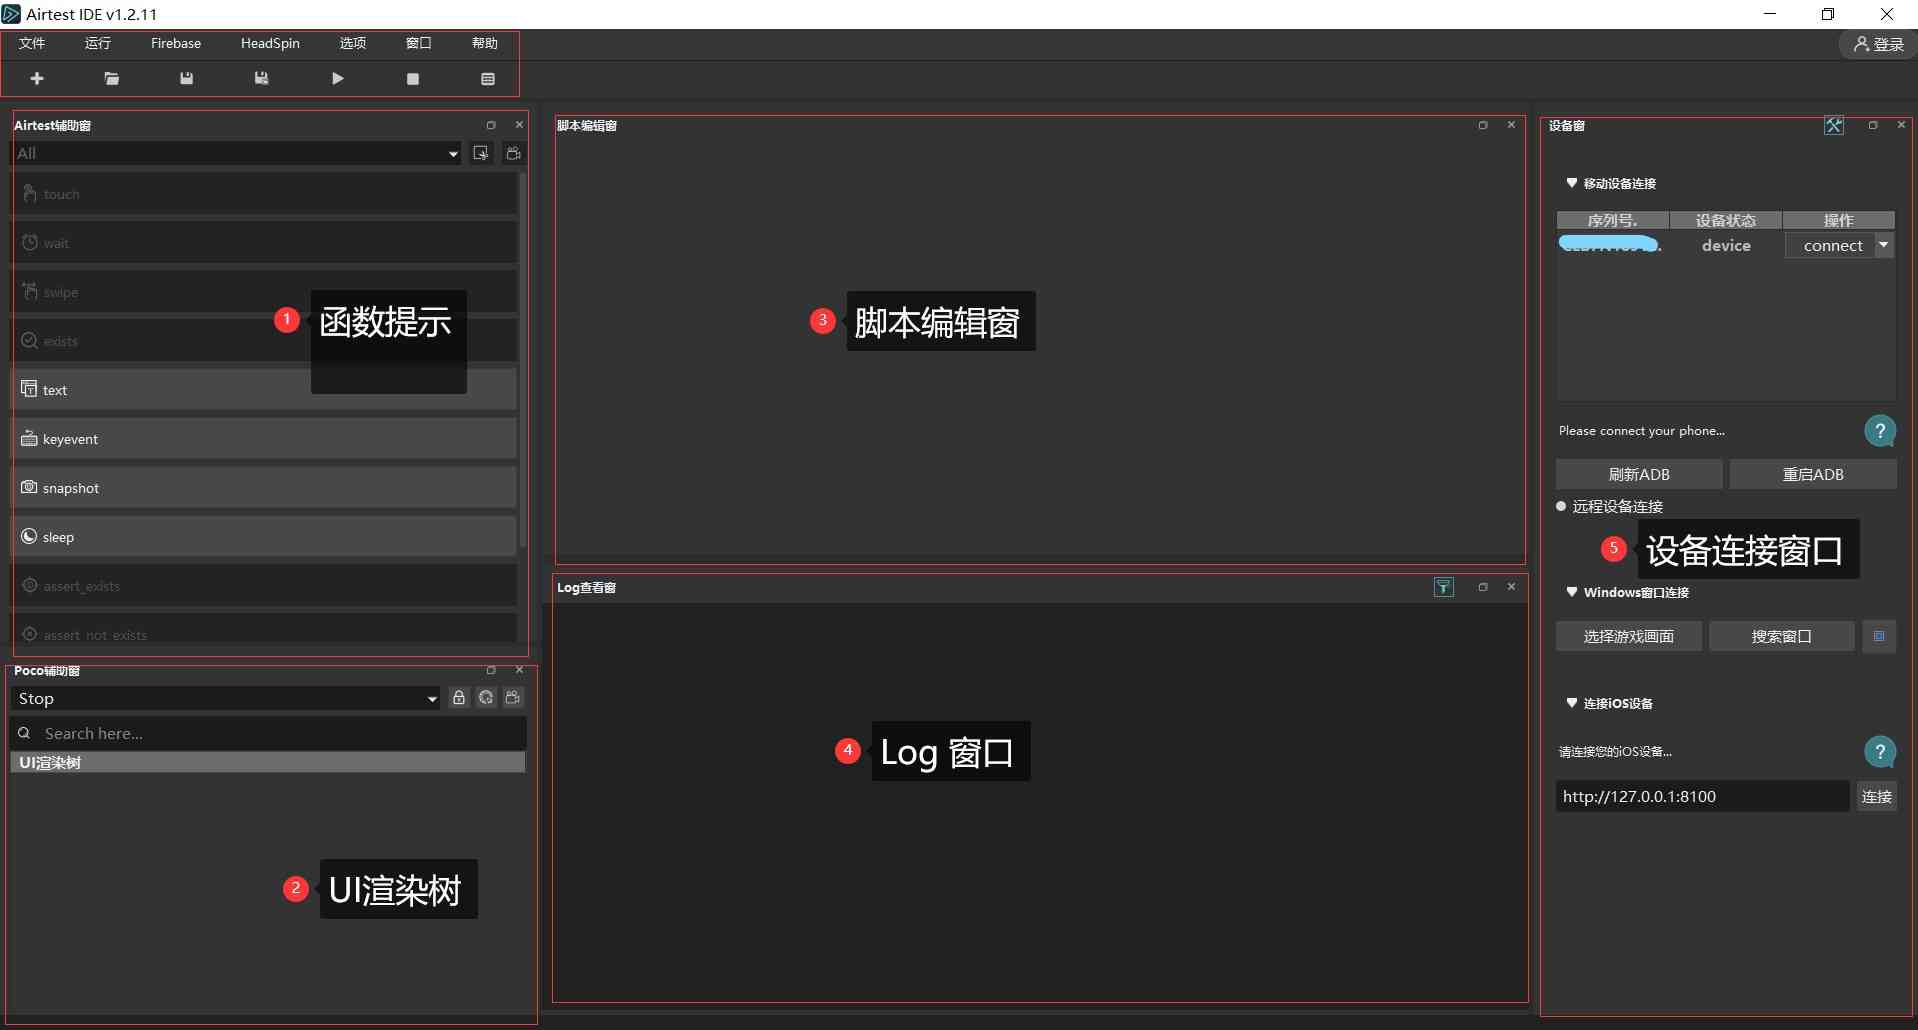 Airtest IDE v1.2.11
文件 运行 Firebase HeadSpin 选项 窗口 帮助
登录
Airtest辅助窗
All
touch
wait
swipe
exists
text
keyevent
snapshot
sleep
assert_exists
assert_not_exists
1 函数提示
Poco辅助窗
Stop
Search here...
UI渲染树
2 UI渲染树
脚本编辑窗
3 脚本编辑窗
Log查看窗
4 Log 窗口
设备窗
移动设备连接
序列号. 设备状态 操作
device connect
Please connect your phone...
?
刷新ADB 重启ADB
远程设备连接
5 设备连接窗口
Windows窗口连接
选择游戏画面 搜索窗口
连接iOS设备
请连接您的iOS设备...
?
http://127.0.0.1:8100 连接